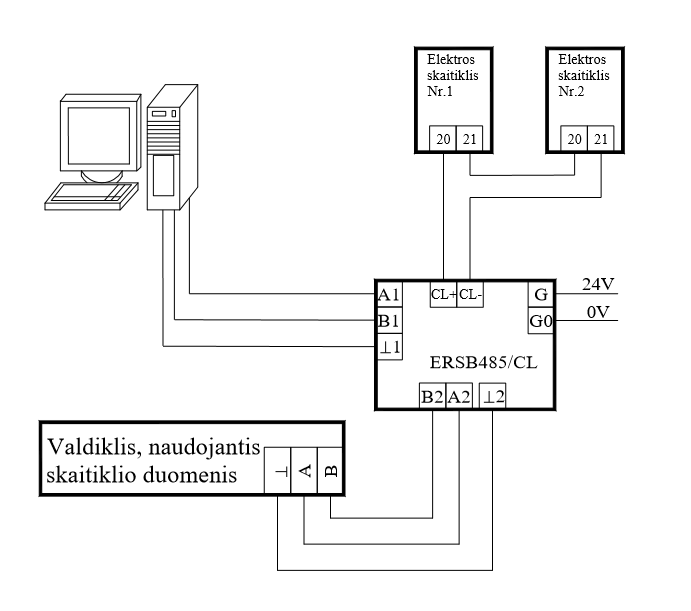 Elektros
skaitiklis
Nr.1
20 21
Elektros
skaitiklis
Nr.2
20 21
A1
B1
⊥1
CL+ CL-
G
G0
24V
0V
ERSB485/CL
B2 A2 ⊥2
Valdiklis, naudojantis
skaitiklio duomenis
⊥ A B